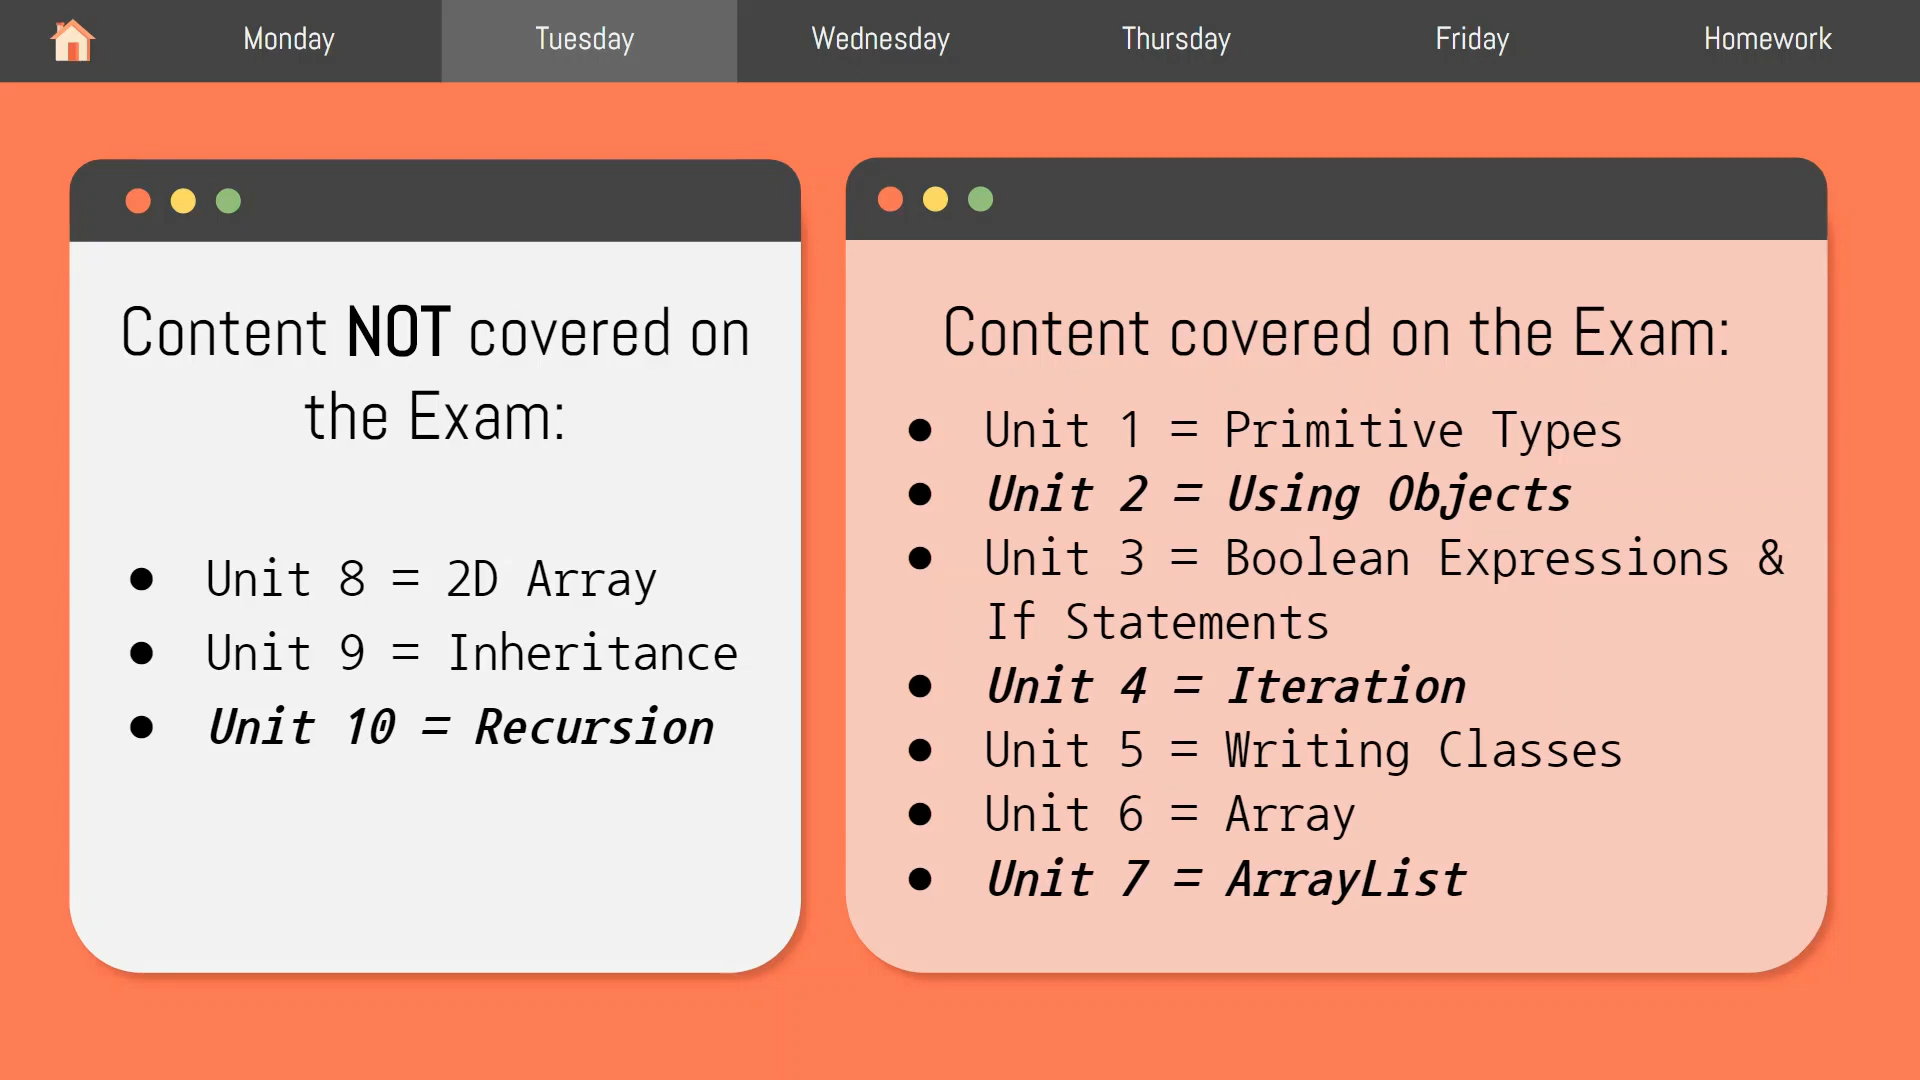 Monday
Tuesday
Wednesday
Thursday
Friday
Homework
Content NOT covered on
the Exam:
● Unit 8 = 2D Array
● Unit 9 = Inheritance
● Unit 10 = Recursion
Content covered on the Exam:
● Unit 1 = Primitive Types
● Unit 2 = Using Objects
● Unit 3 = Boolean Expressions &
If Statements
● Unit 4 = Iteration
● Unit 5 = Writing Classes
● Unit 6 = Array
● Unit 7 = ArrayList